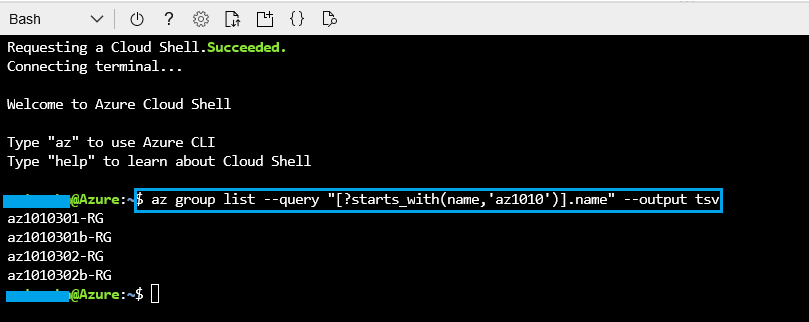 Bash
Requesting a Cloud Shell.Succeeded.
Connecting terminal...
Welcome to Azure Cloud Shell
Type "az" to use Azure CLI
Type "help" to learn about Cloud Shell
@Azure:~$ az group list --query "[?starts_with(name,'az1010')].name" --output tsv
az1010301-RG
az1010301b-RG
az1010302-RG
az1010302b-RG
@Azure:~$